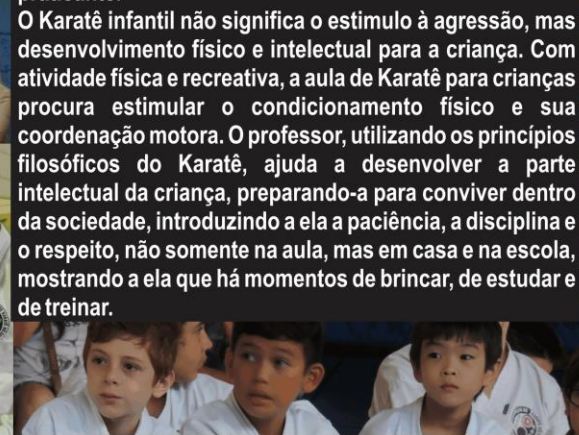 O Karatê infantil não significa o estimulo à agressão, mas
desenvolvimento físico e intelectual para a criança. Com
atividade física e recreativa, a aula de Karatê para crianças
procura estimular o condicionamento físico e sua
coordenação motora. O professor, utilizando os princípios
filosóficos do Karatê, ajuda a desenvolver a parte
intelectual da criança, preparando-a para conviver dentro
da sociedade, introduzindo a ela a paciência, a disciplina e
o respeito, não somente na aula, mas em casa e na escola,
mostrando a ela que há momentos de brincar, de estudar e
de treinar.